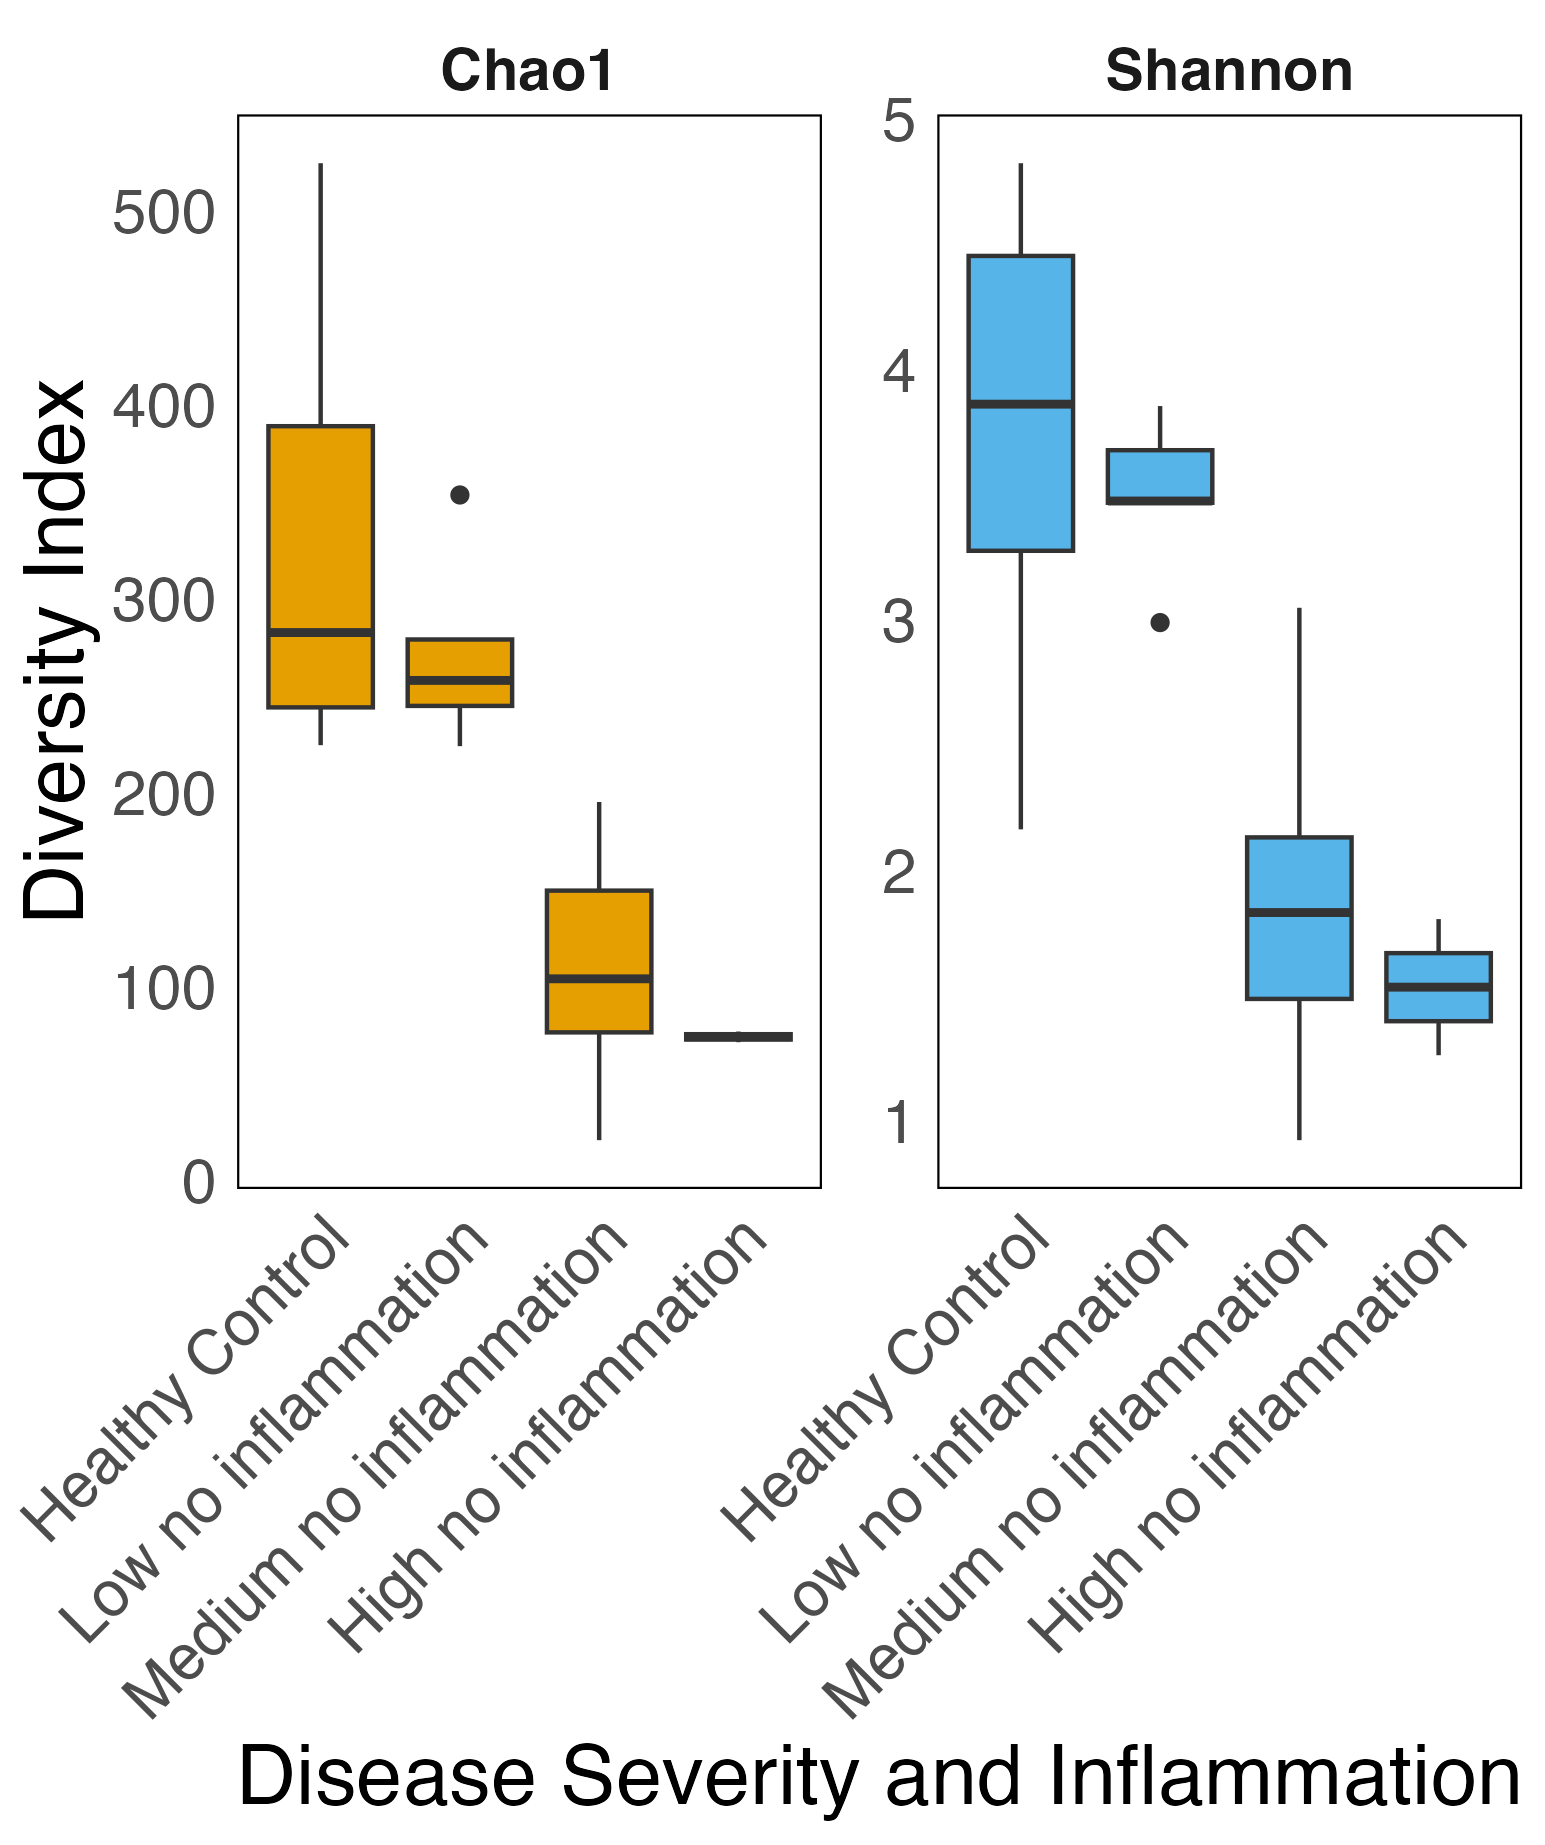 Chao1
Shannon
Diversity Index
500
400
300
200
100
0
5
4
3
2
1
Healthy Control
Low no inflammation
Medium no inflammation
High no inflammation
Healthy Control
Low no inflammation
Medium no inflammation
High no inflammation
Disease Severity and Inflammation